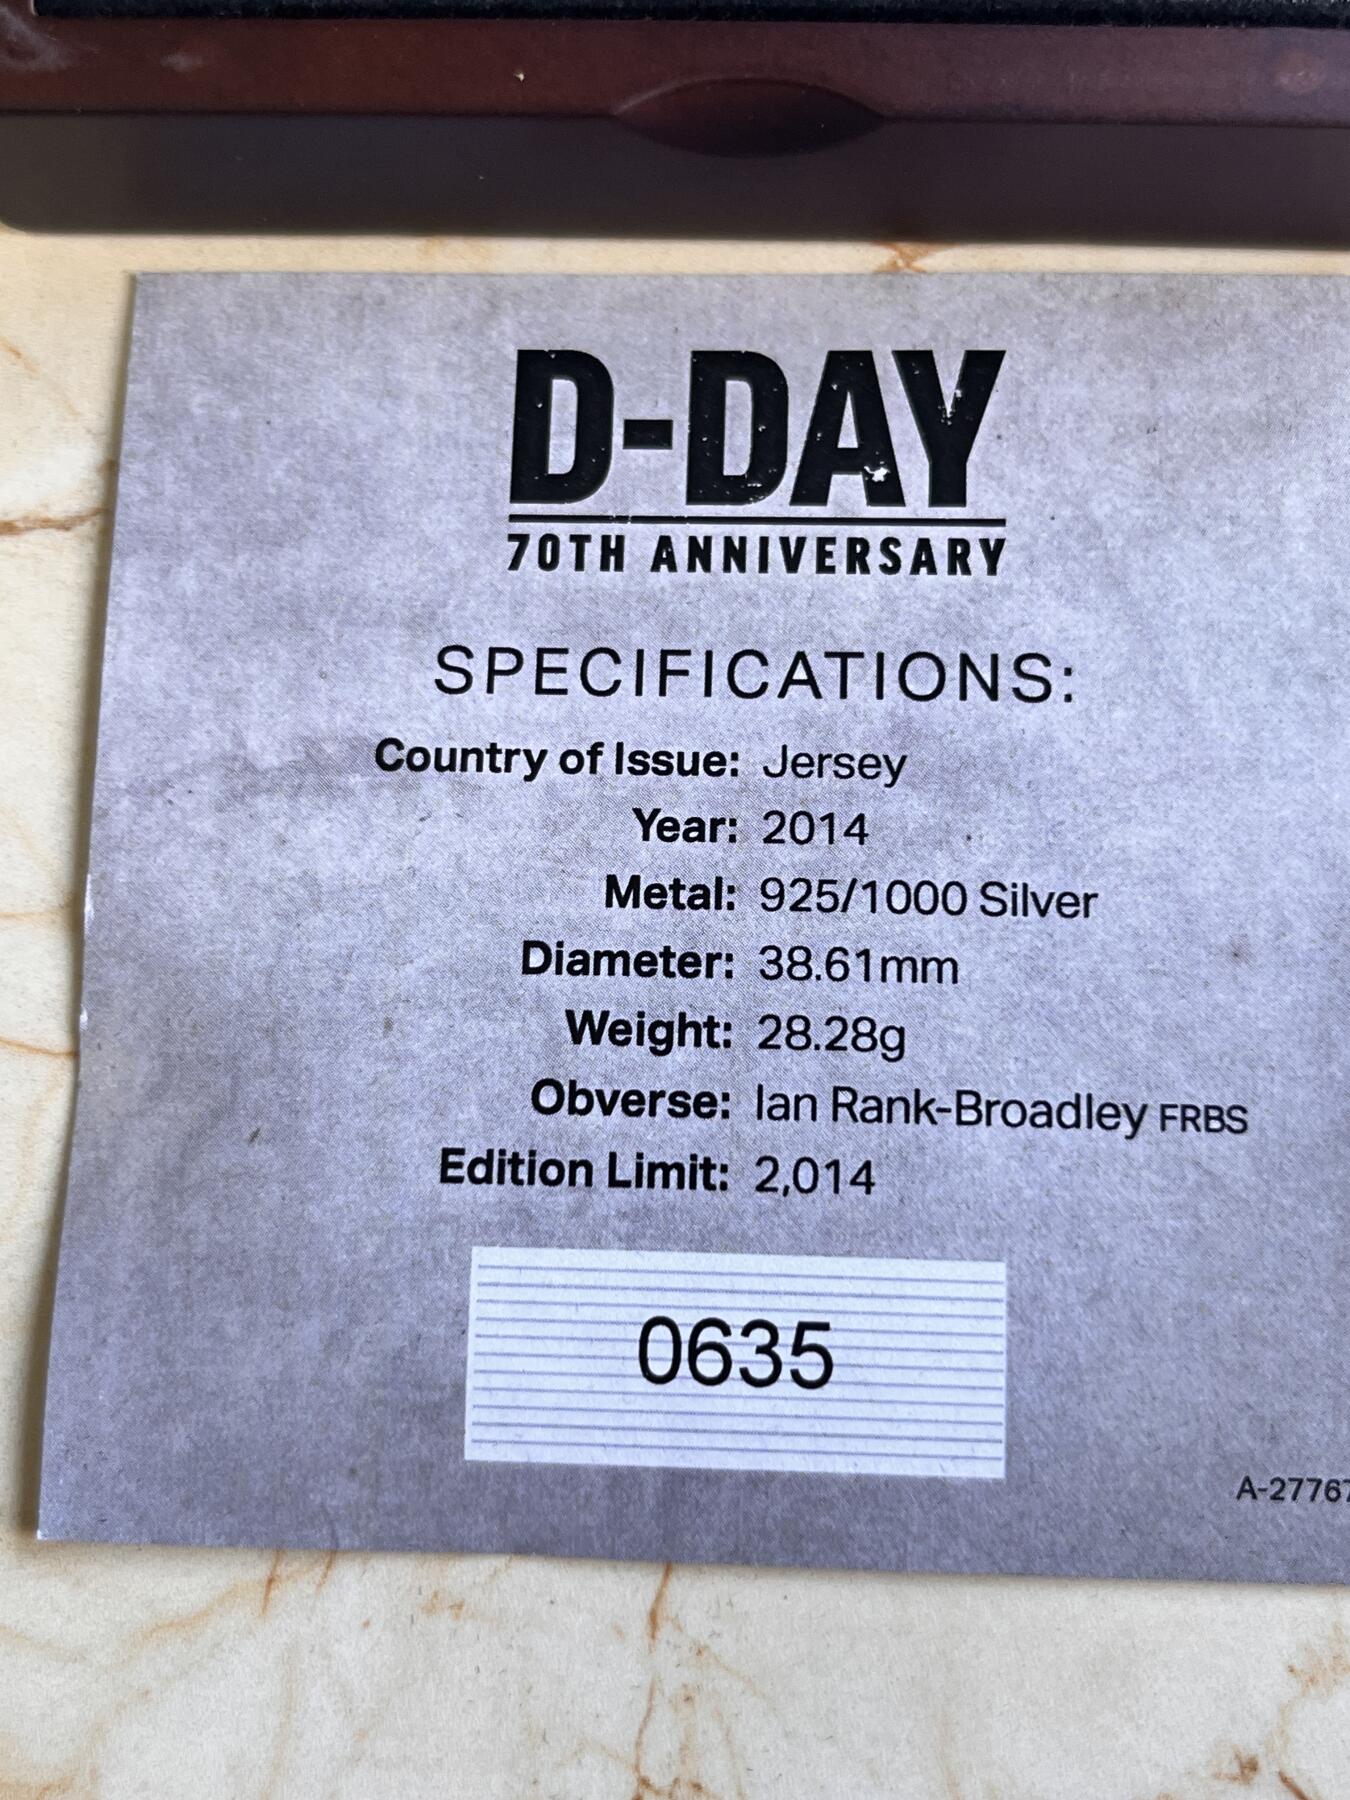 D-DAY
70TH ANNIVERSARY
SPECIFICATIONS:
Country of Issue: Jersey
Year: 2014
Metal: 925/1000 Silver
Diameter: 38.61mm
Weight: 28.28g
Obverse: Ian Rank-Broadley FRBS
Edition Limit: 2,014
0635
A-27767